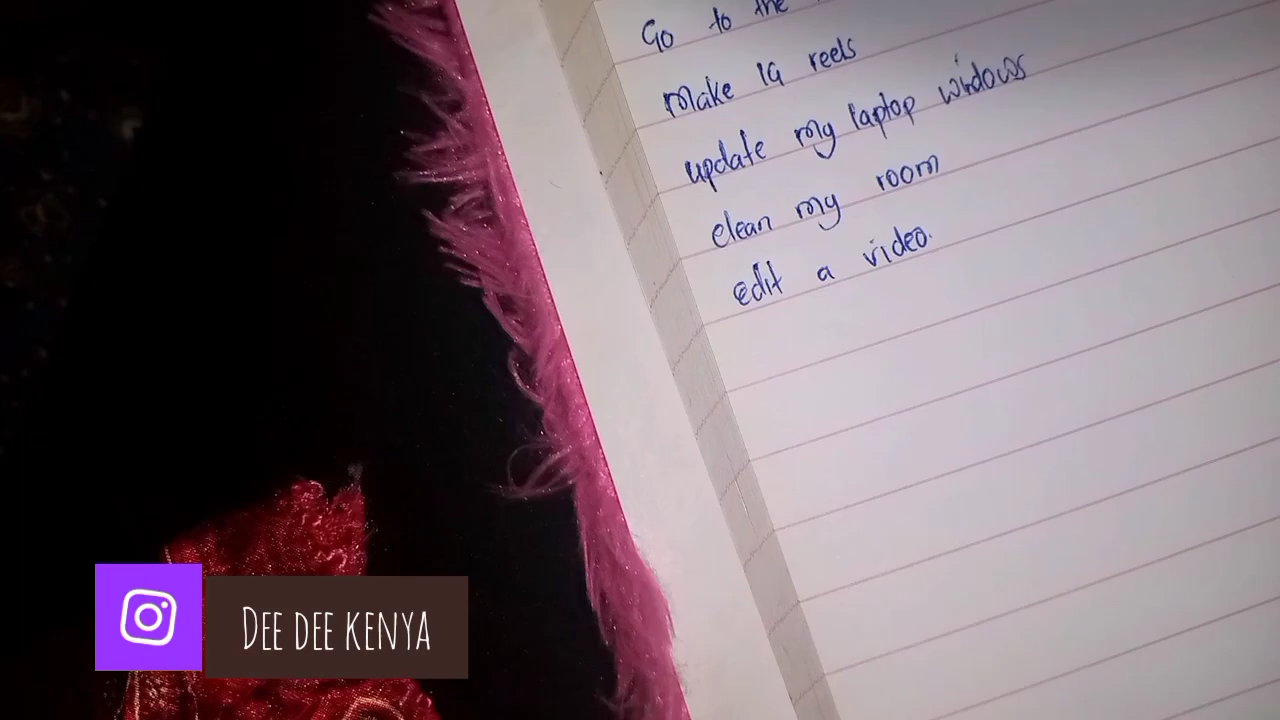 Go to the
make IG reels
update my laptop windows
clean my room
edit a video.
DEE DEE KENYA